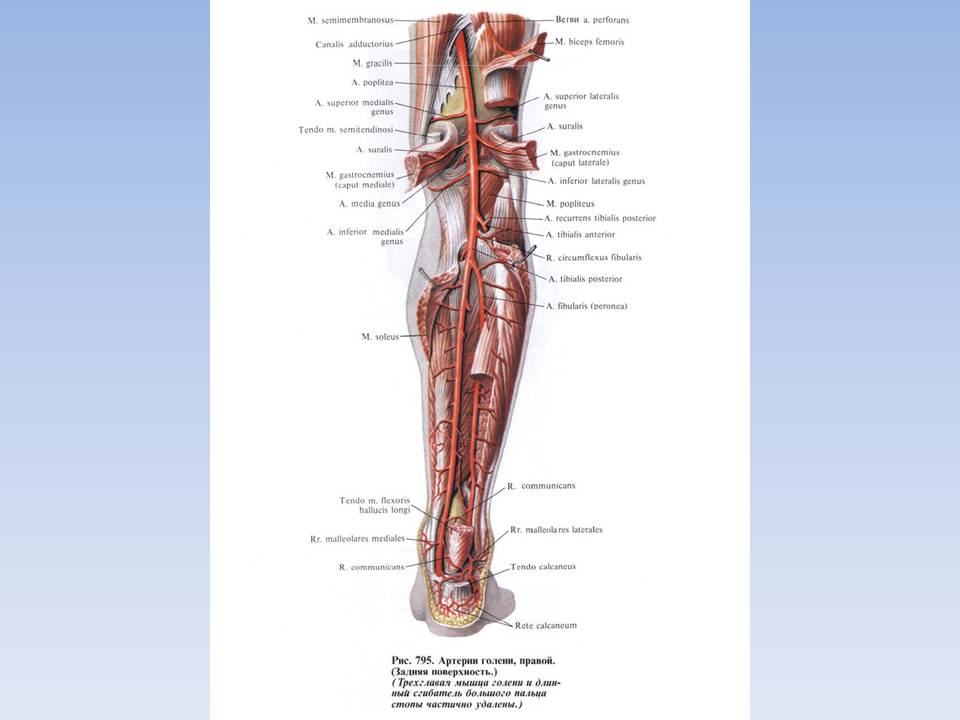 M. semimembranosus
Canalis adductorius
M. gracilis
A. poplitea
A. superior medialis
genus
Tendo m. semitendinosi
A. suralis
M. gastrocnemius
(caput mediale)
A. media genus
A. inferior medialis
genus
M. soleus
Tendo m. flexoris
hallucis longi
Rr. malleolares mediales
R. communicans
Ветви a. perforans
M. biceps femoris
A. superior lateralis
genus
A. suralis
M. gastrocnemius
(caput laterale)
A. inferior lateralis genus
M. popliteus
A. recurrens tibialis posterior
A. tibialis anterior
R. circumflexus fibularis
A. tibialis posterior
A. fibularis (peronea)
R. communicans
Rr. malleolares laterales
Tendo calcaneus
Rete calcaneum
Рис. 795. Артерии голени, правой.
(Задняя поверхность.)
(Трехглавая мышца голени и длин-
ный сгибатель большого пальца
стопы частично удалены.)